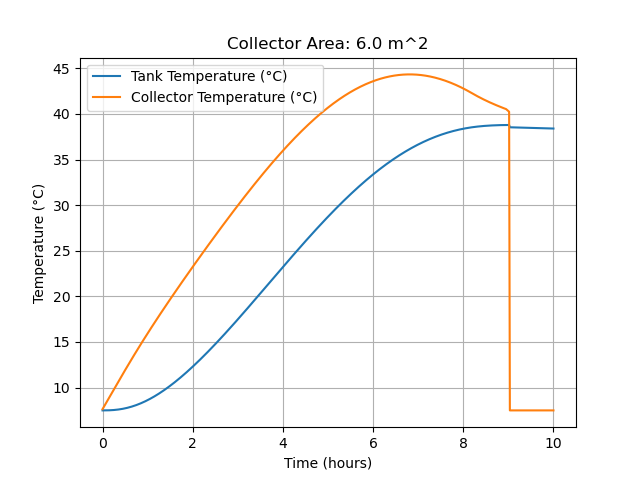 Collector Area: 6.0 m^2
Tank Temperature (°C)
Collector Temperature (°C)
Temperature (°C)
45
40
35
30
25
20
15
10
0 2 4 6 8 10
Time (hours)